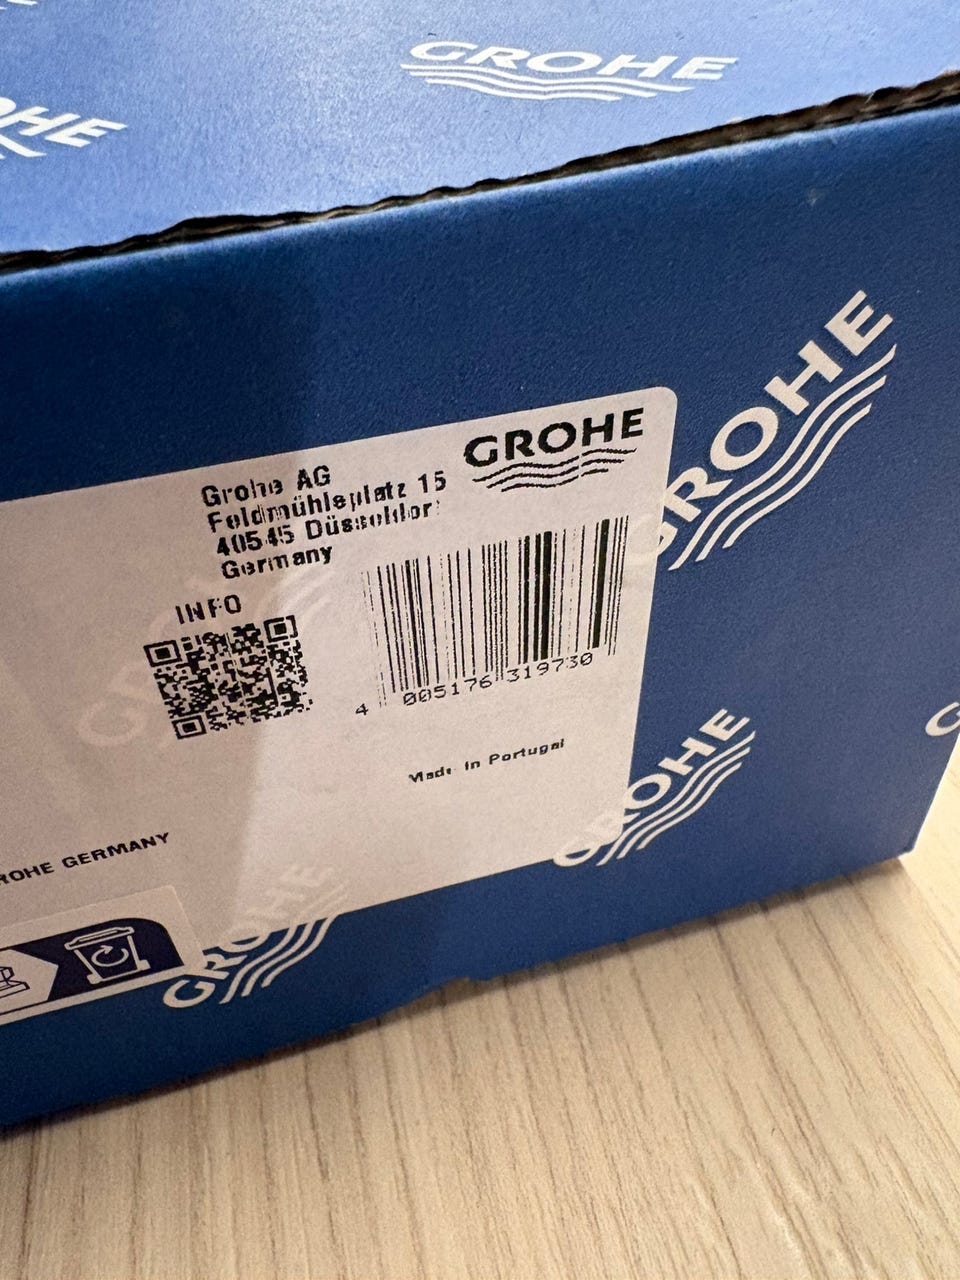 GROHE
GROHE
GROHE
Grohe AG
Feldmühleplatz 15
40545 Düsseldorf
Germany
INFO
4 005176 319730
Made in Portugal
GROHE GERMANY
GROHE
GROHE